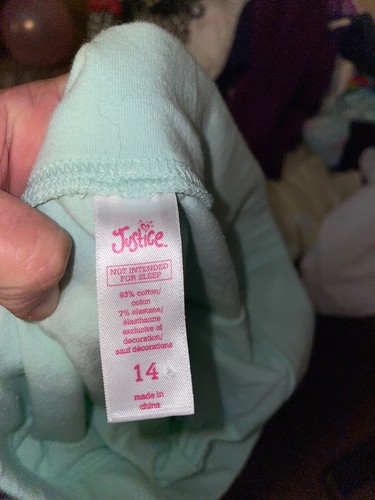 Justice
NOT INTENDED
FOR SLEEP
93% cotton/
coton
7% elastane/
élasthanne
exclusive of
decoration/
sauf décorations
14
made in
china